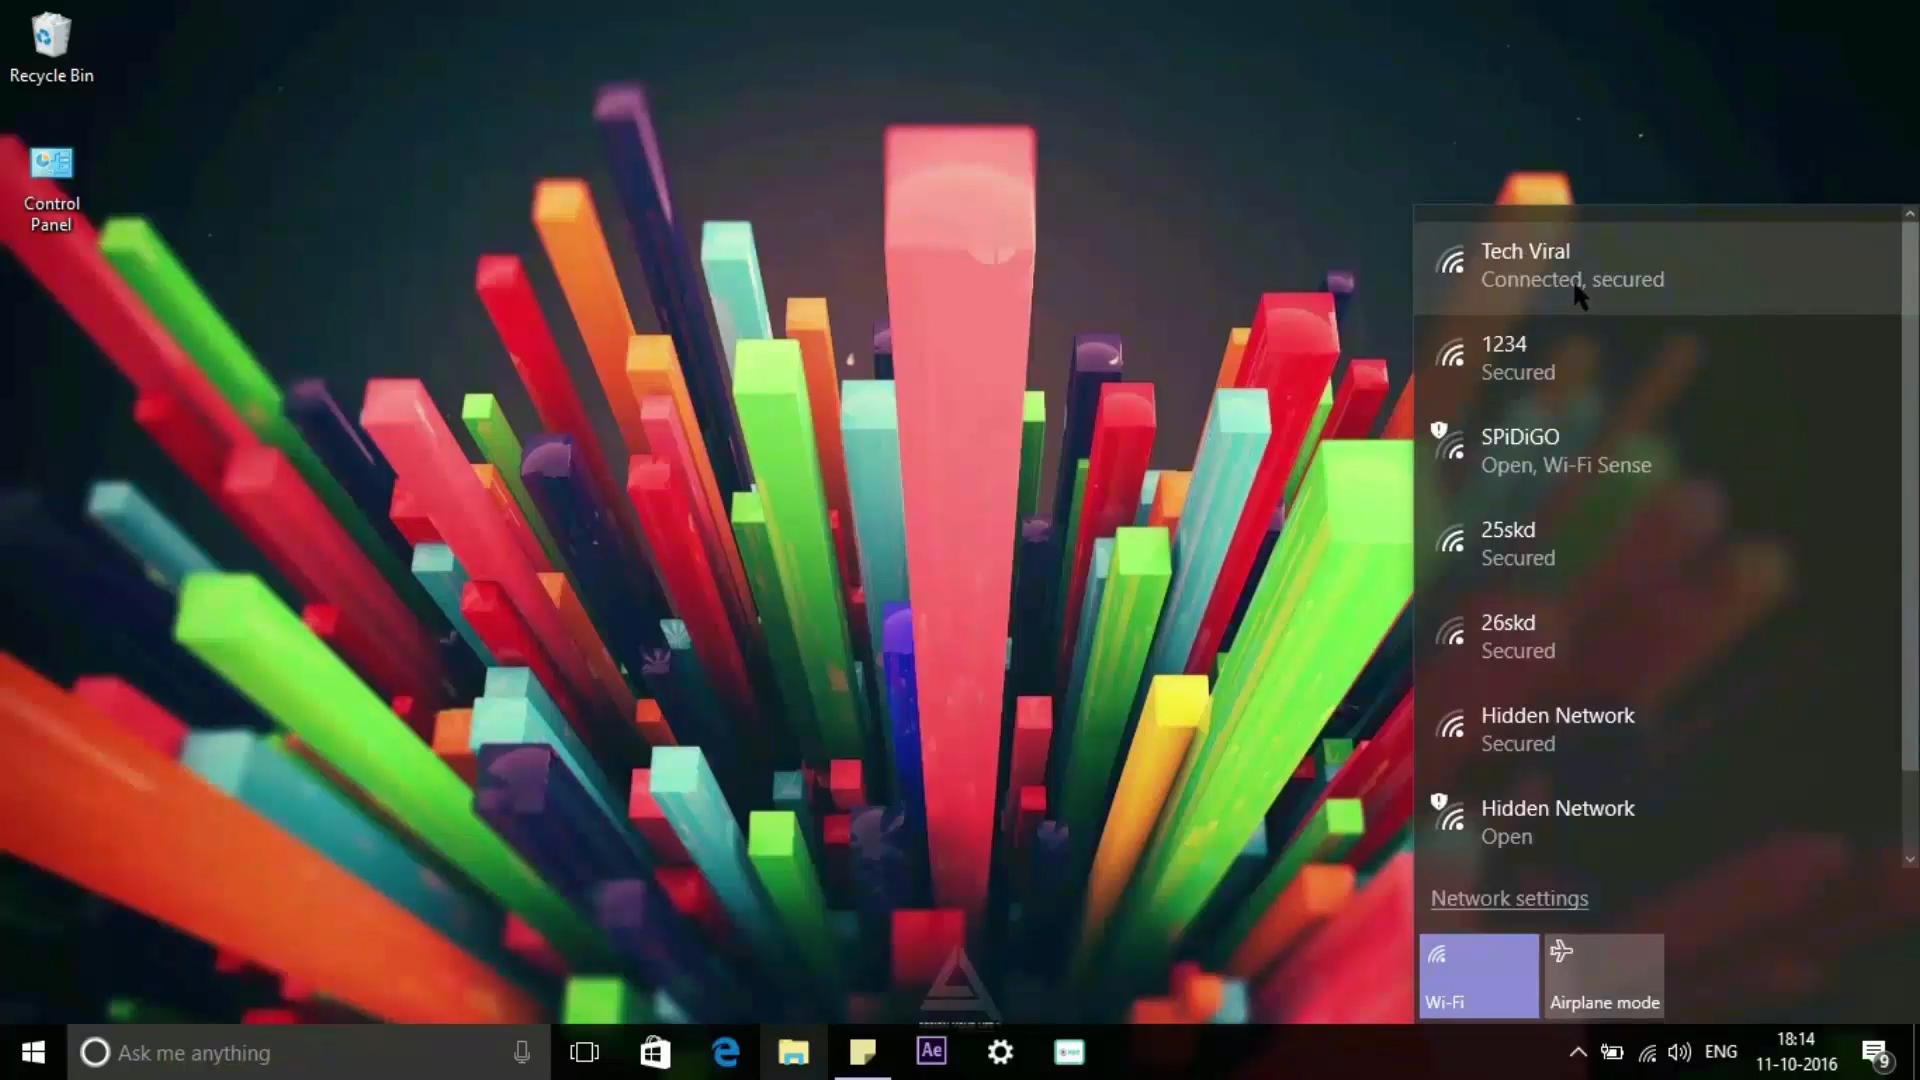 Recycle Bin
Control
Panel
Tech Viral
Connected, secured
1234
Secured
SPiDiGO
Open, Wi-Fi Sense
25skd
Secured
26skd
Secured
Hidden Network
Secured
Hidden Network
Open
Network settings
Wi-Fi
Airplane mode
Ask me anything
Ae
ENG
18:14
11-10-2016
9